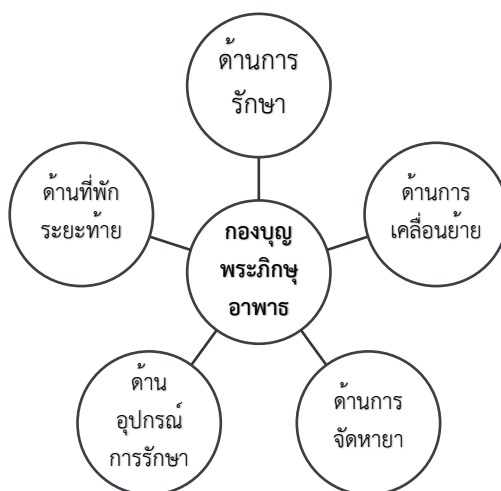 ด้านการ
รักษา
ด้านที่พัก
ระยะท้าย
ด้านการ
เคลื่อนย้าย
กองบุญ
พระภิกษุ
อาพาธ
ด้าน
อุปกรณ์
การรักษา
ด้านการ
จัดหายา